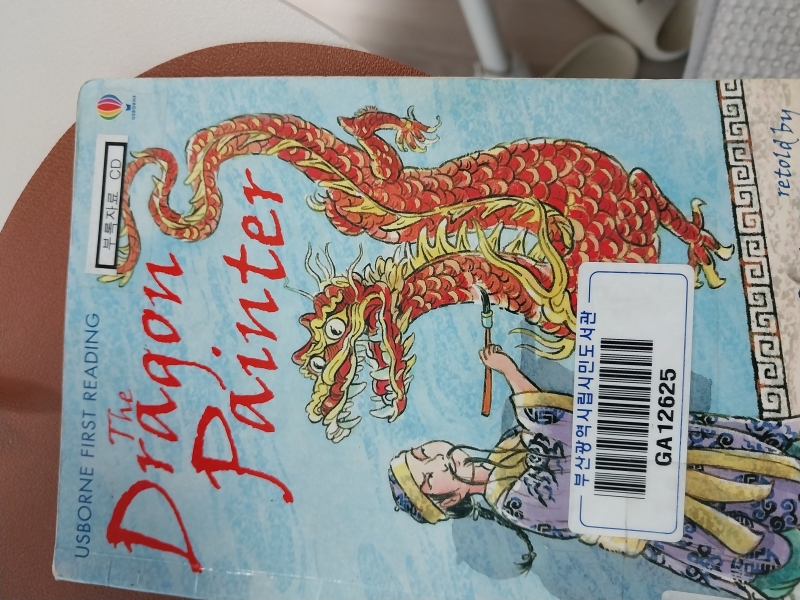 USBORNE
부록자료 CD
USBORNE FIRST READING
The
Dragon
Painter
부산광역시립시민도서관
GA12625
retold by